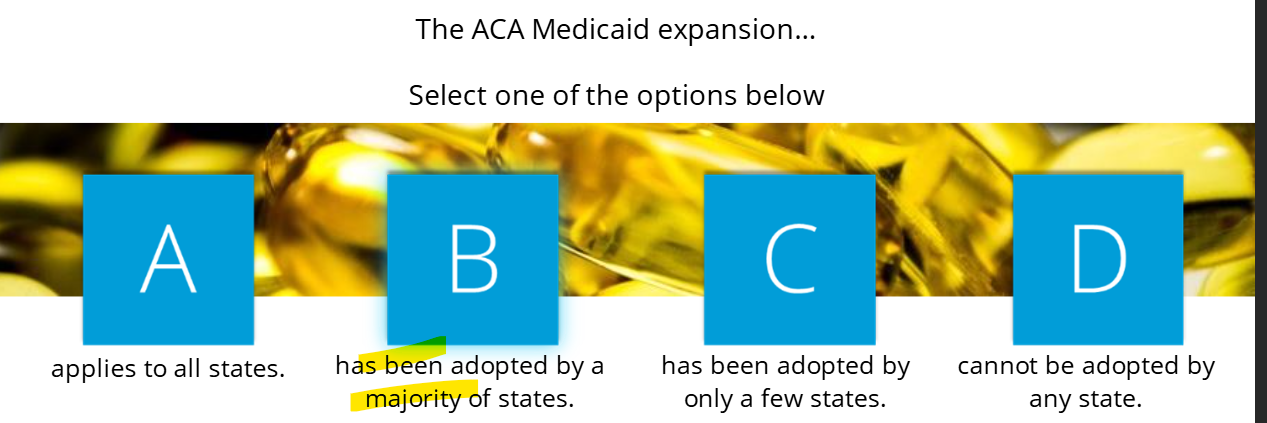 The ACA Medicaid expansion...
Select one of the options below
A
B
C
D
applies to all states.
has been adopted by a
majority of states.
has been adopted by
only a few states.
cannot be adopted by
any state.